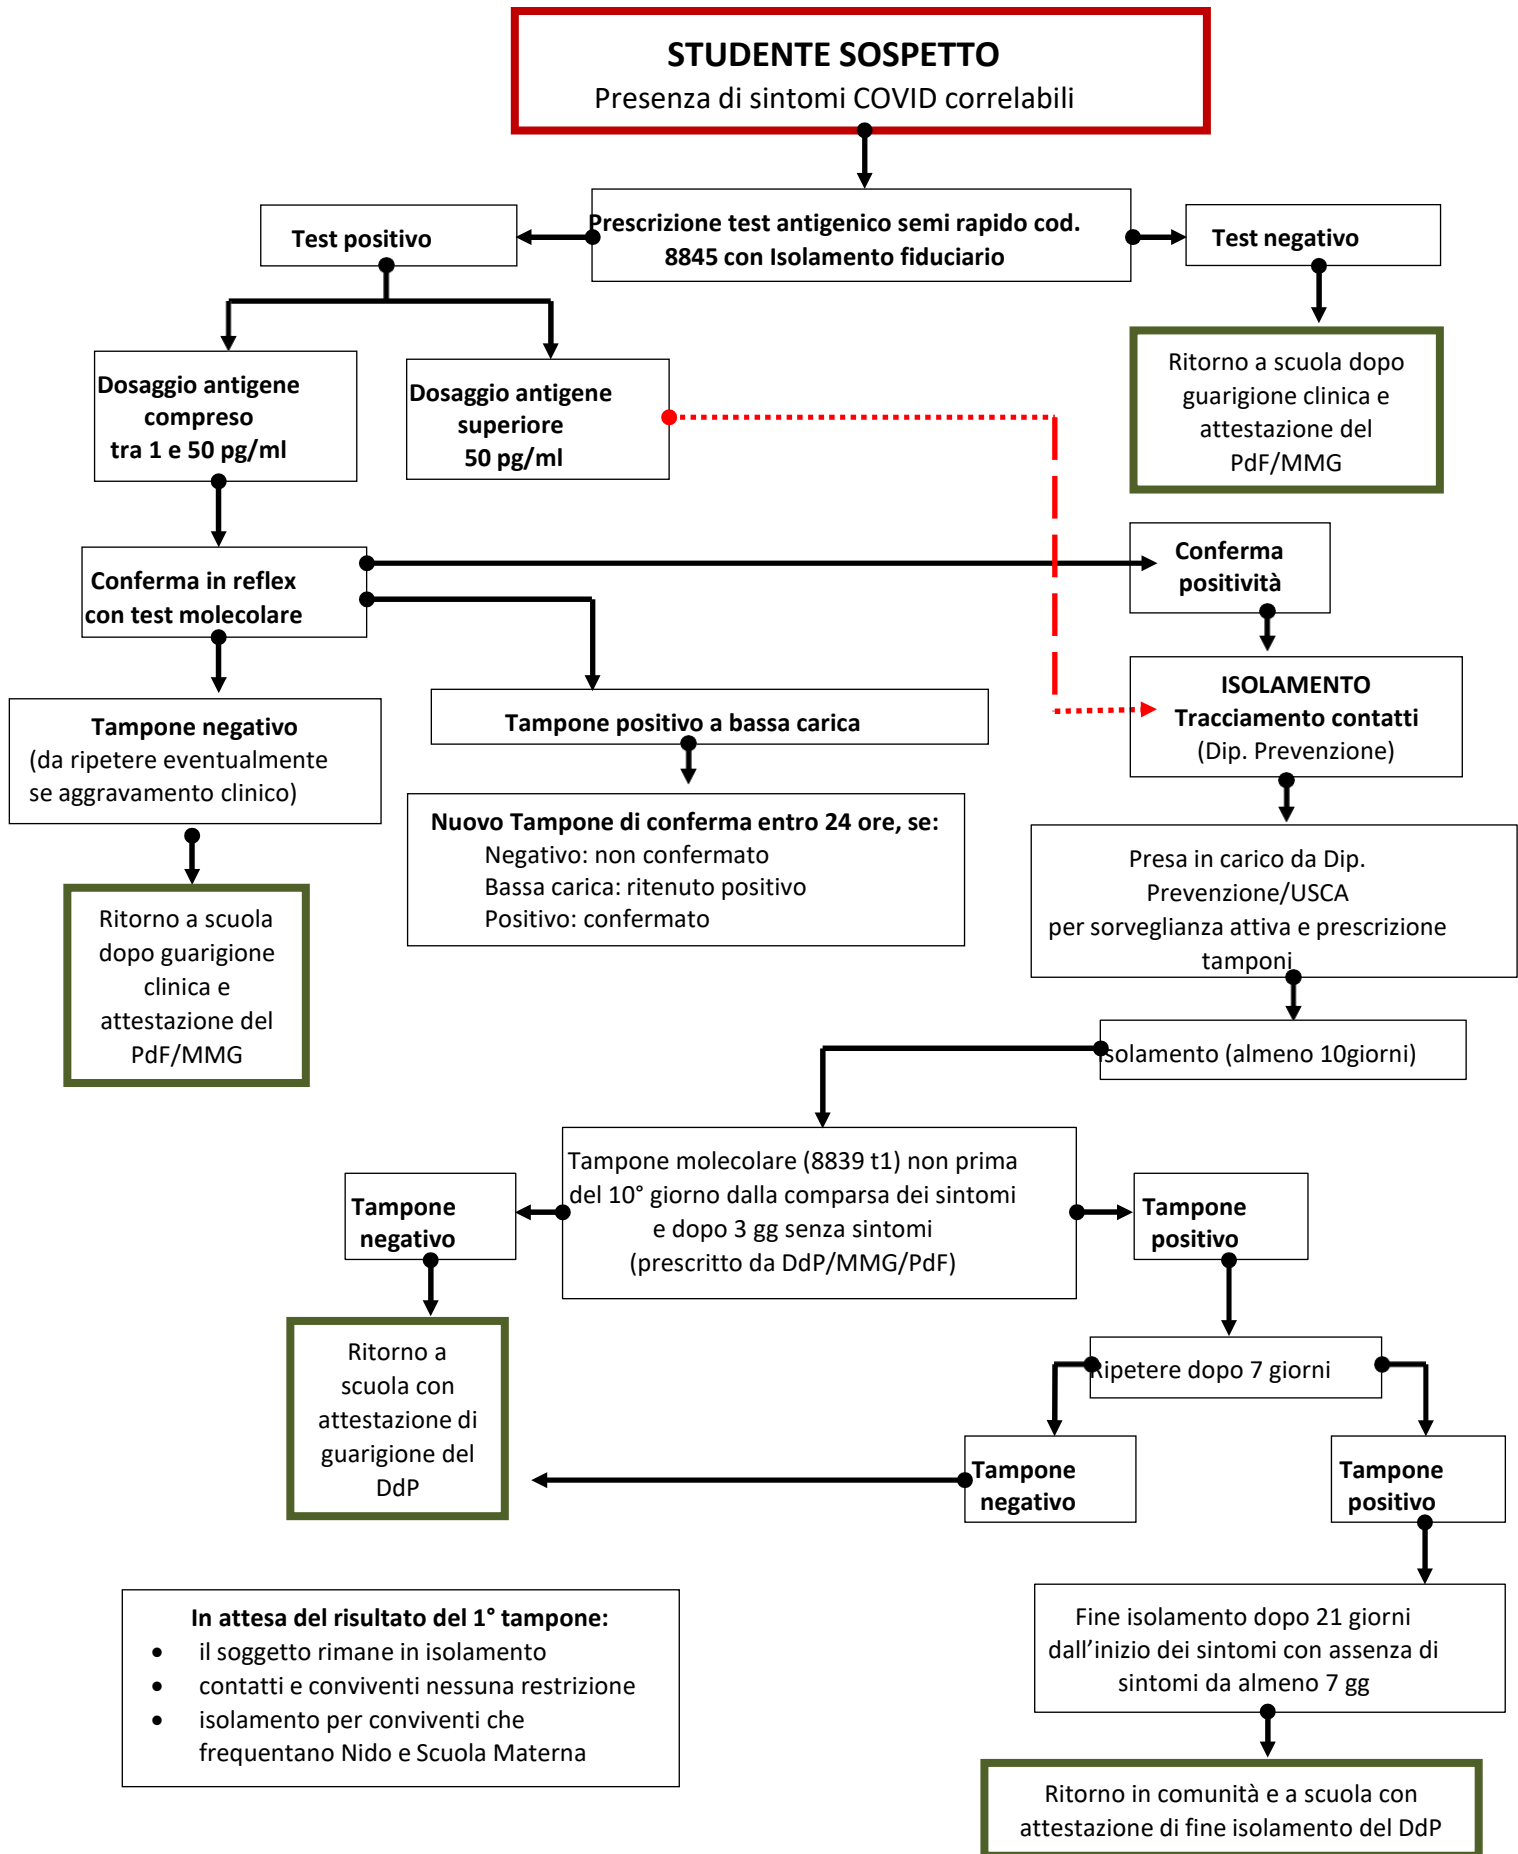 STUDENTE SOSPETTO
Presenza di sintomi COVID correlabili
Test positivo
Prescrizione test antigenico semi rapido cod.
8845 con Isolamento fiduciario
Test negativo
Dosaggio antigene
compreso
tra 1 e 50 pg/ml
Dosaggio antigene
superiore
50 pg/ml
Ritorno a scuola dopo
guarigione clinica e
attestazione del
PdF/MMG
Conferma in reflex
con test molecolare
Conferma
positività
Tampone negativo
(da ripetere eventualmente
se aggravamento clinico)
Tampone positivo a bassa carica
ISOLAMENTO
Tracciamento contatti
(Dip. Prevenzione)
Nuovo Tampone di conferma entro 24 ore, se:
Negativo: non confermato
Bassa carica: ritenuto positivo
Positivo: confermato
Presa in carico da Dip.
Prevenzione/USCA
per sorveglianza attiva e prescrizione
tamponi
Ritorno a scuola
dopo guarigione
clinica e
attestazione del
PdF/MMG
Isolamento (almeno 10giorni)
Tampone molecolare (8839 t1) non prima
del 10° giorno dalla comparsa dei sintomi
e dopo 3 gg senza sintomi
(prescritto da DdP/MMG/PdF)
Tampone
negativo
Tampone
positivo
Ritorno a
scuola con
attestazione di
guarigione del
DdP
Ripetere dopo 7 giorni
Tampone
negativo
Tampone
positivo
In attesa del risultato del 1° tampone:
• il soggetto rimane in isolamento
• contatti e conviventi nessuna restrizione
• isolamento per conviventi che
frequentano Nido e Scuola Materna
Fine isolamento dopo 21 giorni
dall'inizio dei sintomi con assenza di
sintomi da almeno 7 gg
Ritorno in comunità e a scuola con
attestazione di fine isolamento del DdP